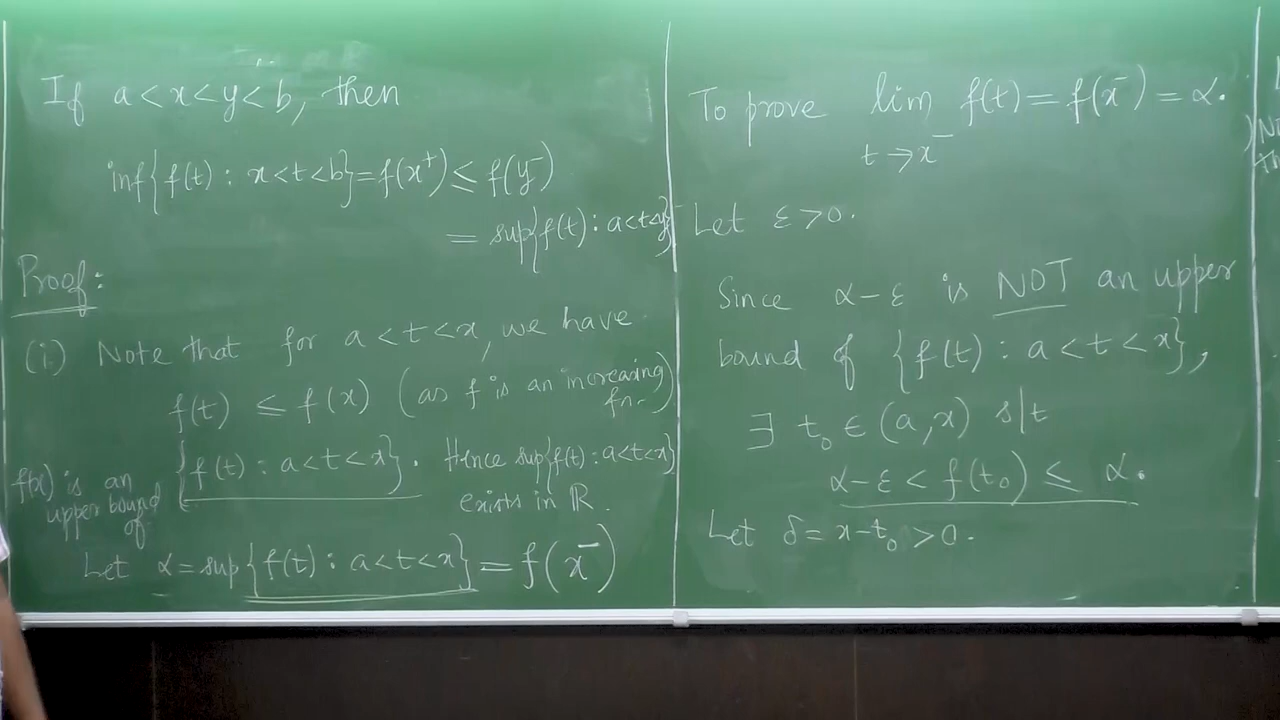 If a < x < y < b, then
inf{f(t) : x<t<b} = f(x⁺) ≤ f(y⁻)
= sup{f(t) : a<t<y}
Proof:
(i) Note that for a < t < x, we have
f(t) ≤ f(x) (as f is an increasing fn.)
f(x) is an upper bound of {f(t) : a<t<x}. Hence sup{f(t) : a<t<x}
exists in ℝ.
Let α = sup{f(t) : a<t<x} = f(x⁻)
To prove lim f(t) = f(x⁻) = α.
t → x⁻
Let ε > 0.
Since α-ε is NOT an upper
bound of {f(t) : a < t < x},
∃ t₀ ∈ (a, x) s|t
α-ε < f(t₀) ≤ α.
Let δ = x-t₀ > 0.